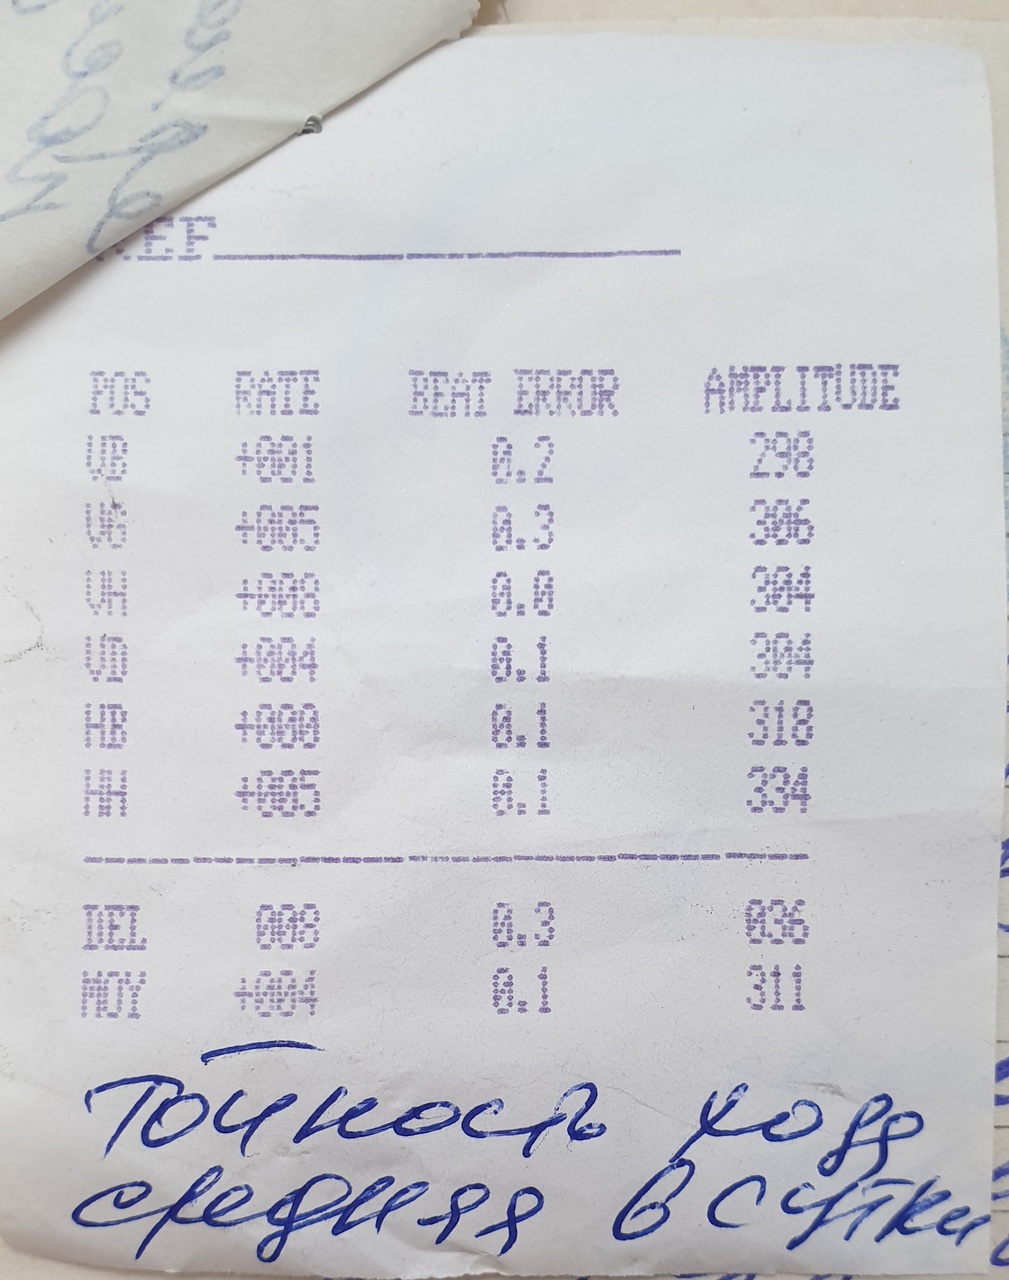 REF
POS RATE BEAT ERROR AMPLITUDE
VB +001 0.2 298
VG +005 0.3 306
VH +008 0.0 304
VD +004 0.1 304
HB +000 0.1 318
HH +005 0.1 334
DEL 008 0.3 036
MOY +004 0.1 311
Точность хода
средняя в сутки